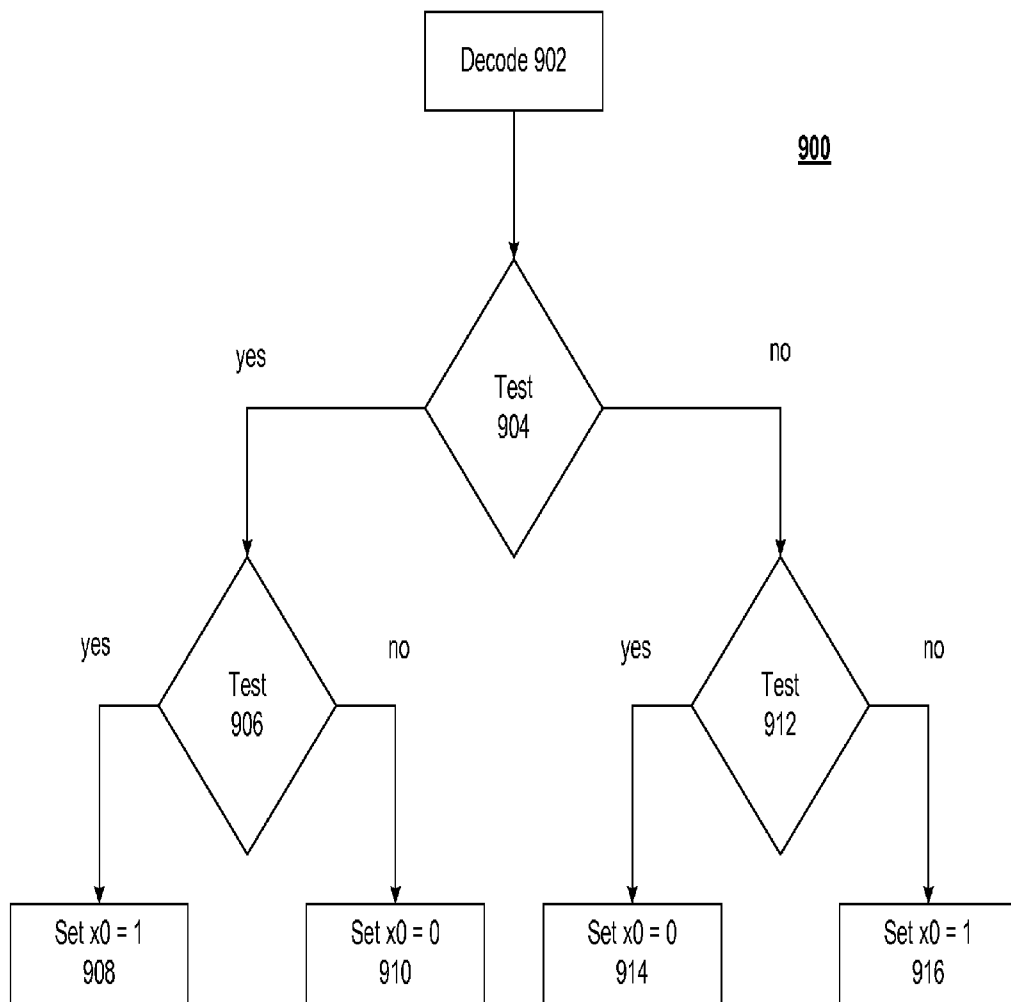 Decode 902
900
yes
no
Test
904
yes
no
yes
no
Test
906
Test
912
Set x0 = 1
908
Set x0 = 0
910
Set x0 = 0
914
Set x0 = 1
916